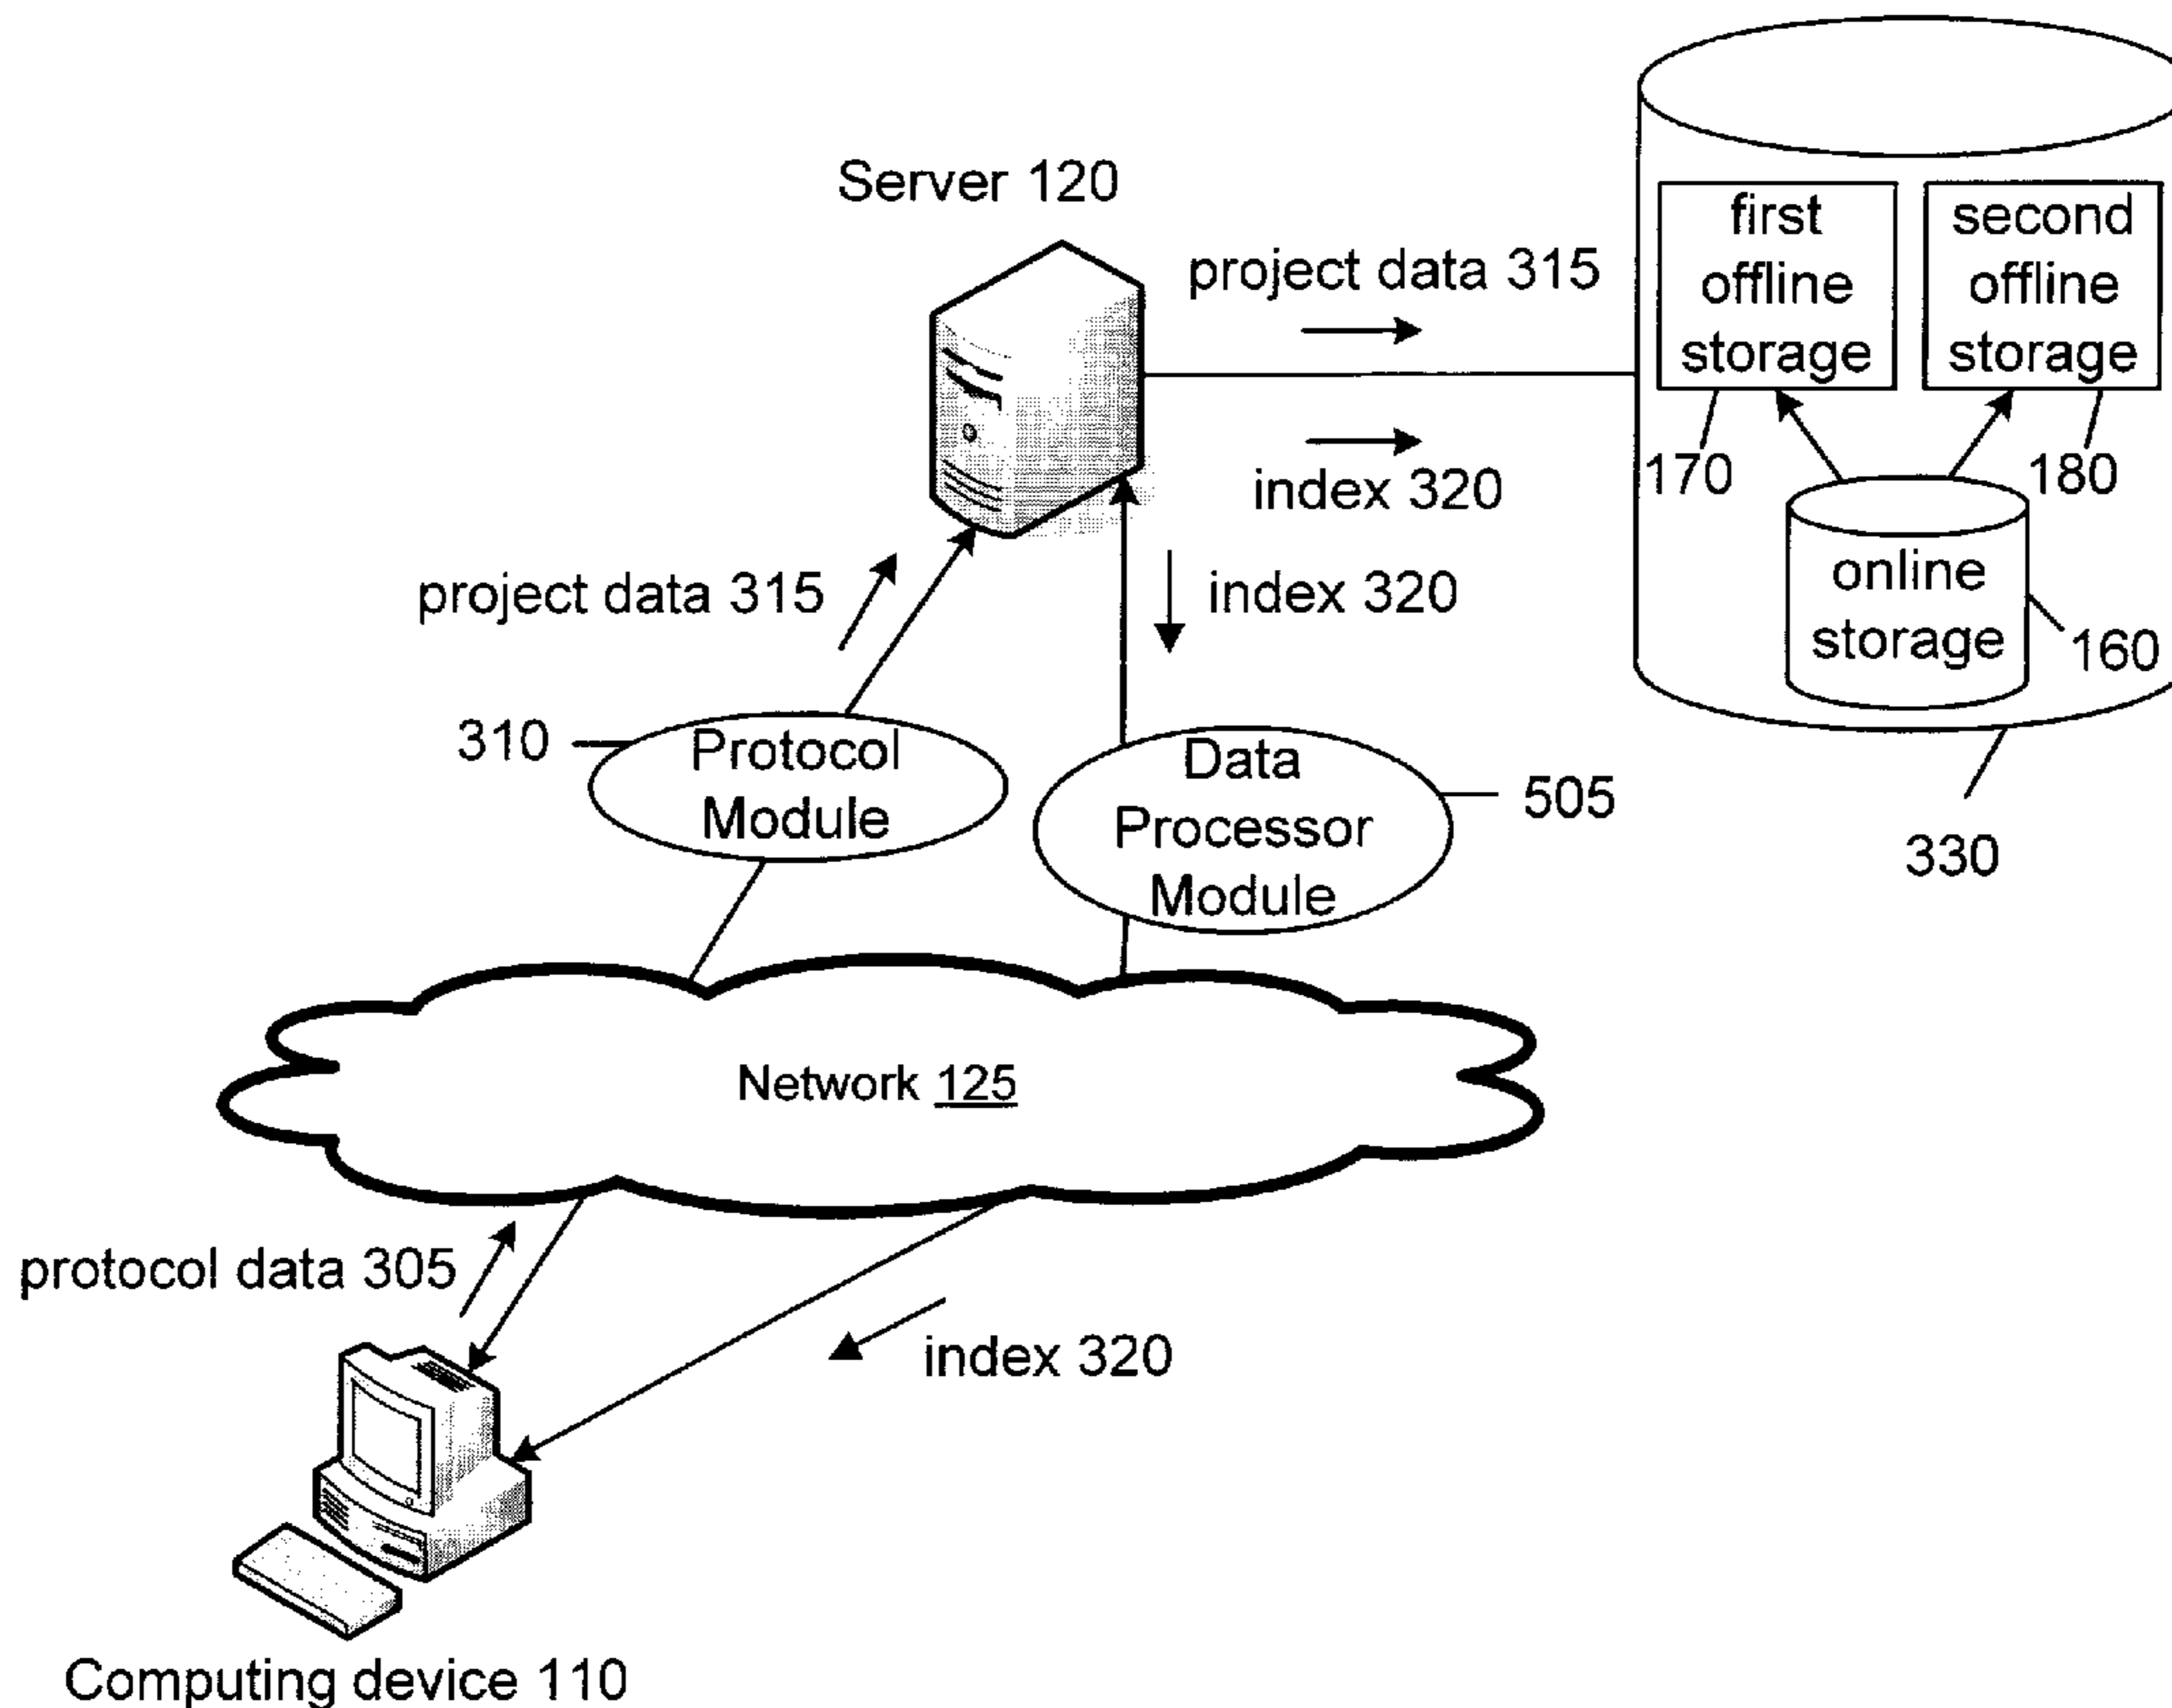 Server 120
project data 315
first
offline
storage
second
offline
storage
170
180
index 320
online
storage
160
project data 315
index 320
310
Protocol
Module
Data
Processor
Module
505
330
Network 125
protocol data 305
index 320
Computing device 110